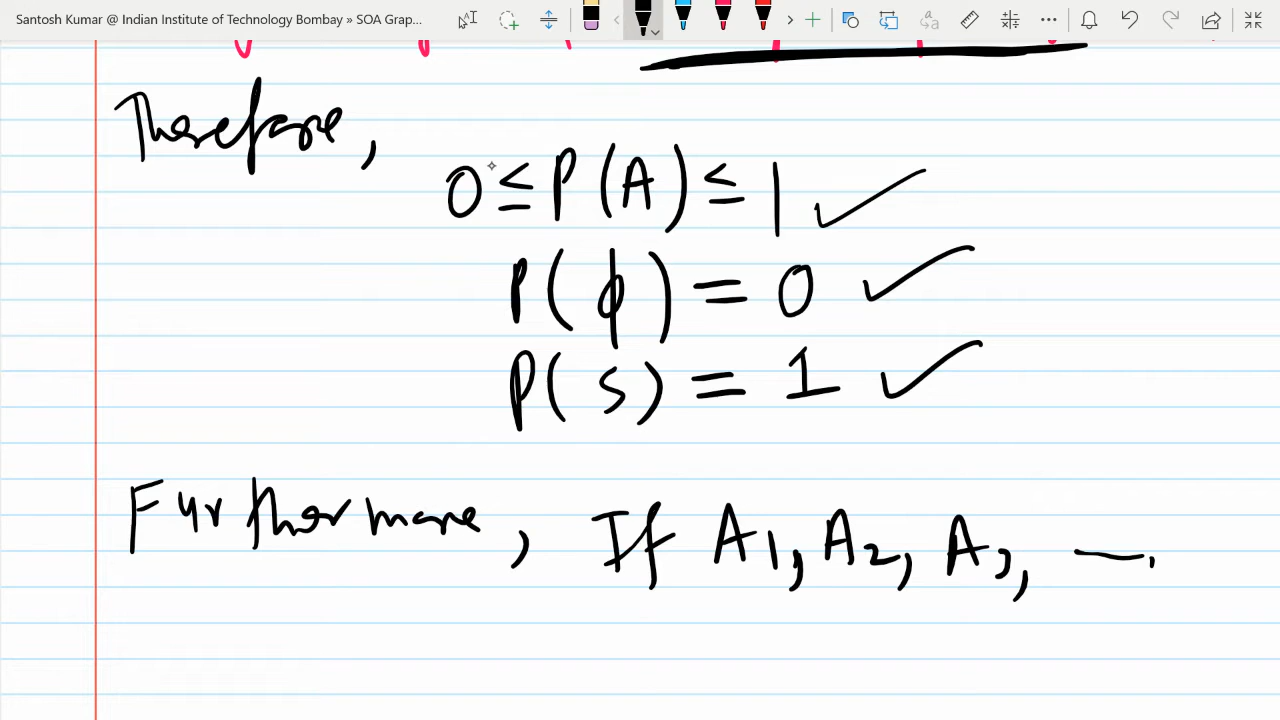 Santosh Kumar @ Indian Institute of Technology Bombay » SOA Grap...
Therefore,
0 ≤ P(A) ≤ 1 ✓
P(ϕ) = 0 ✓
P(S) = 1 ✓
Furthermore, If A1, A2, A3, —.